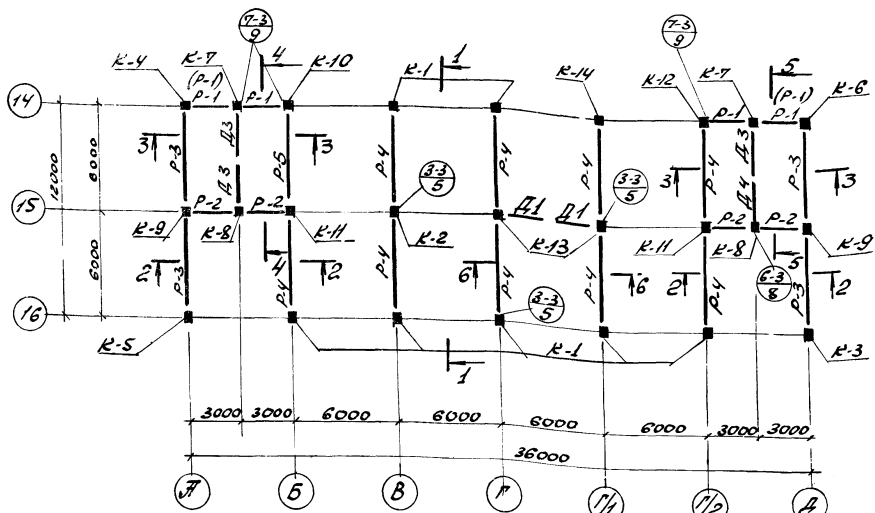 7-3
9
7-3
9
К-4 К-7 4 К-10 К-1 1 К-14 К-12 К-7 5 К-6
(Р-1) (Р-1)
14 Р-1 Р-1 Р-1 Р-1
3 Р-3 Д3 Р-5 3 Р-4 Р-4 Р-4 3 Р-4 Д3 Р-3 3
12000 6000 Д3 3-3 3-3 Д4
5 5
15 Р-2 Р-2 Д1 Д1 Р-2 Р-2
К-9 К-8 К-11 К-2 К-13 К-11 К-8 К-9
6000 2 Р-3 4 Р-4 2 Р-4 6 Р-4 Р-4 6 2 Р-4 5 Р-3 2
3-3 6-3
5 8
16
К-5 К-1 К-3
1
3000 3000 6000 6000 6000 6000 3000 3000
36000
А Б В Г Г/1 Г/2 Д